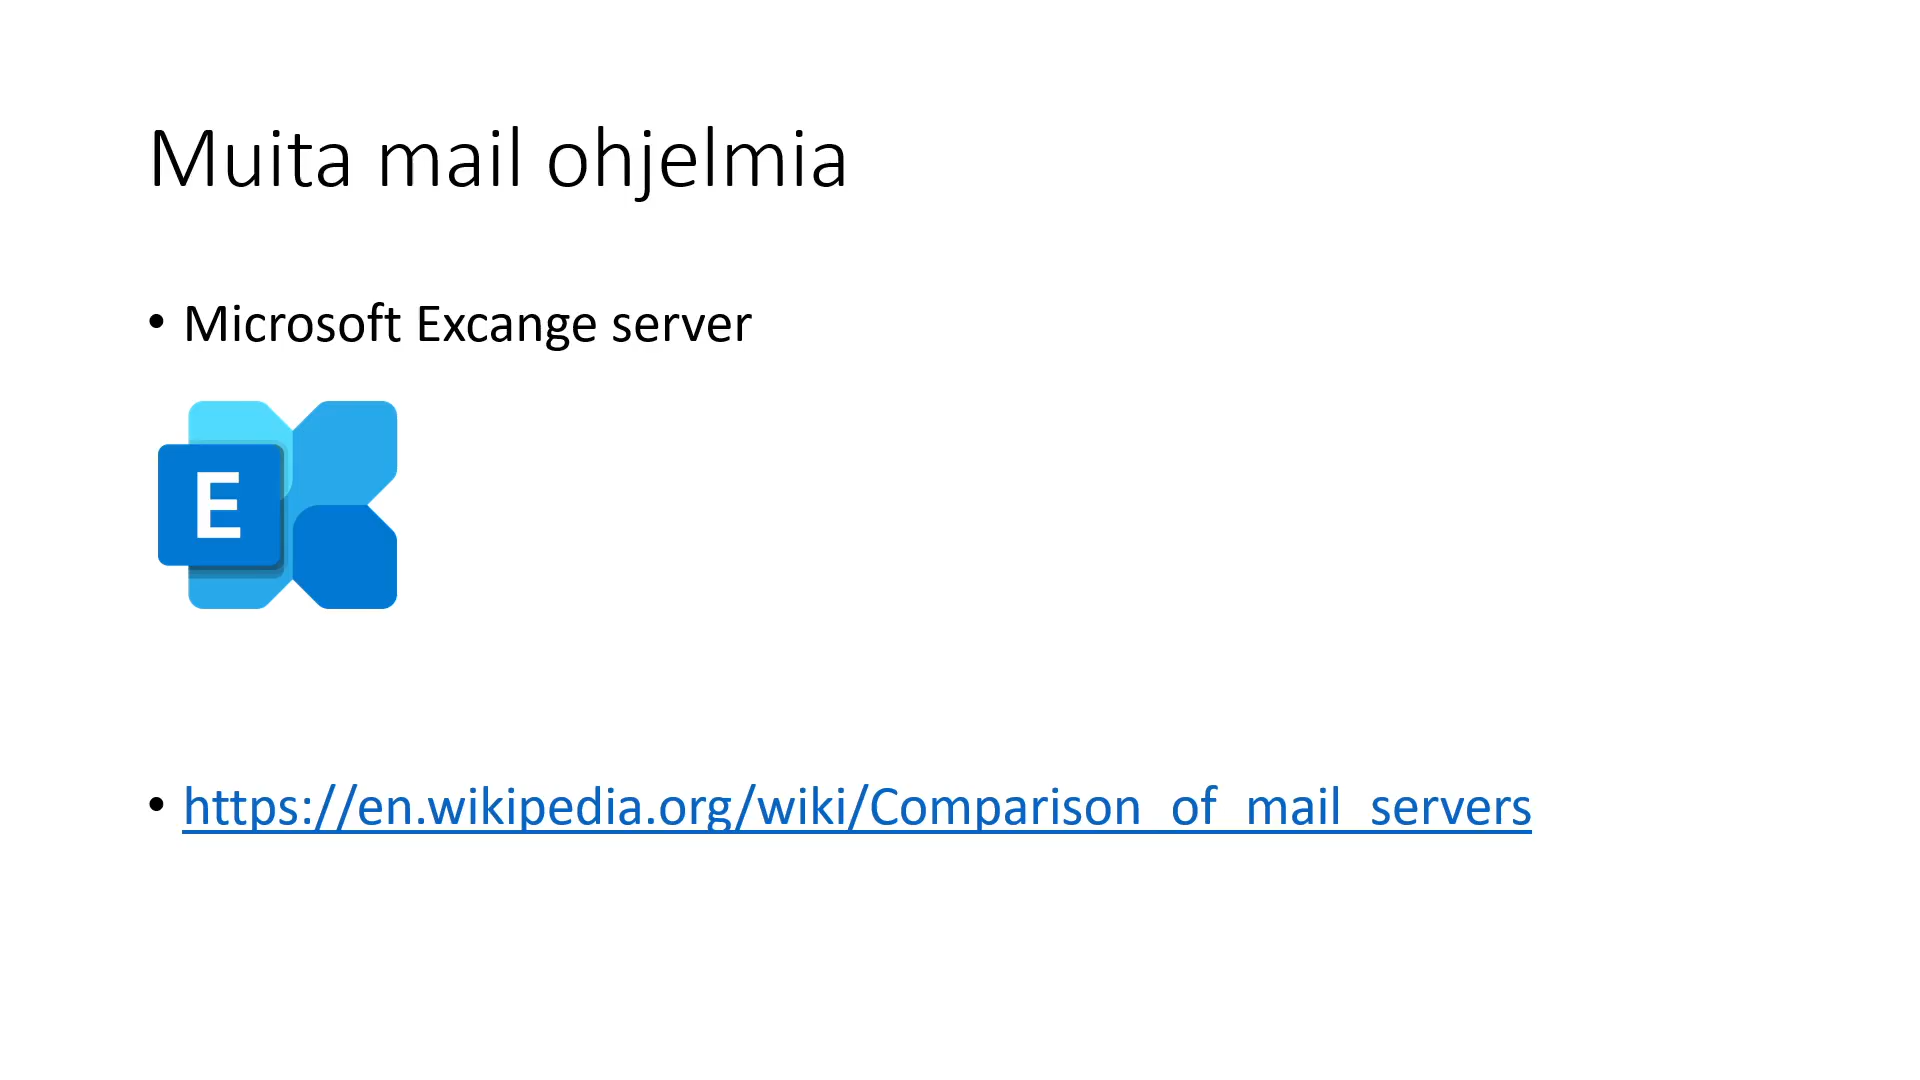 Muita mail ohjelmia
• Microsoft Excange server
E
• https://en.wikipedia.org/wiki/Comparison_of_mail_servers